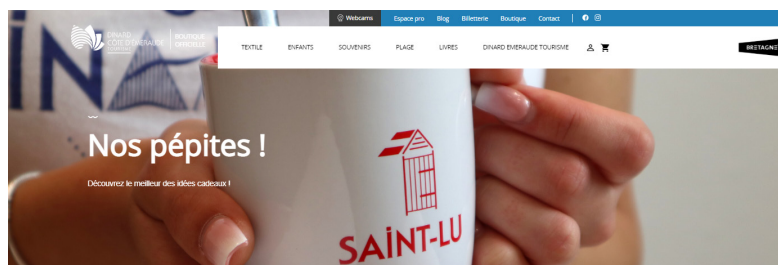 Webcams Espace pro Blog Billetterie Boutique Contact
DINARD
CÔTE D'ÉMERAUDE
TOURISME
BOUTIQUE
OFFICIELLE
TEXTILE ENFANTS SOUVENIRS PLAGE LIVRES DINARD EMERAUDE TOURISME
BRETAGNE
Nos pépites !
Découvrez le meilleur des idées cadeaux !
SAiNT-LU